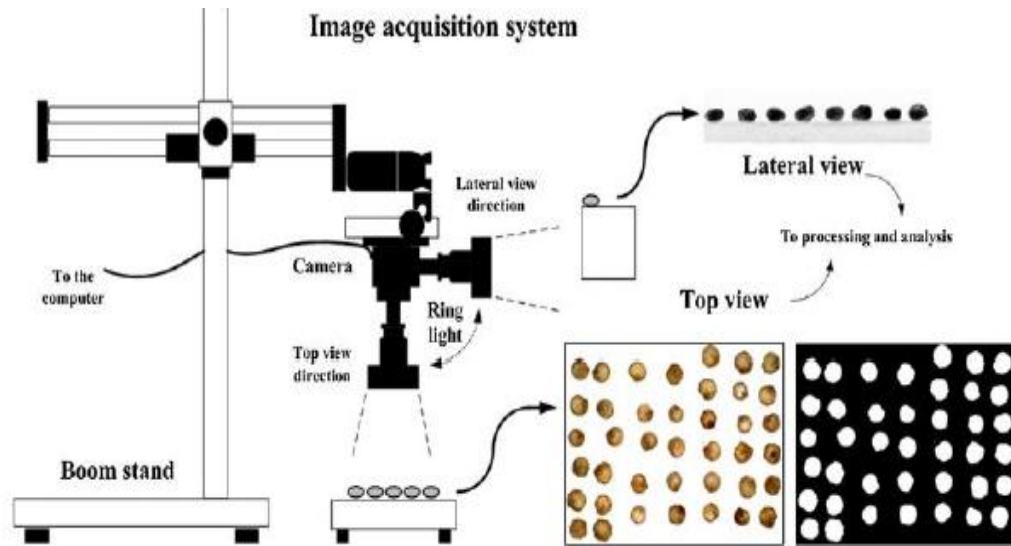 Image acquisition system
Lateral view
direction
Lateral view
To processing and analysis
To the
computer
Camera
Top view
Ring
light
Top view
direction
Boom stand